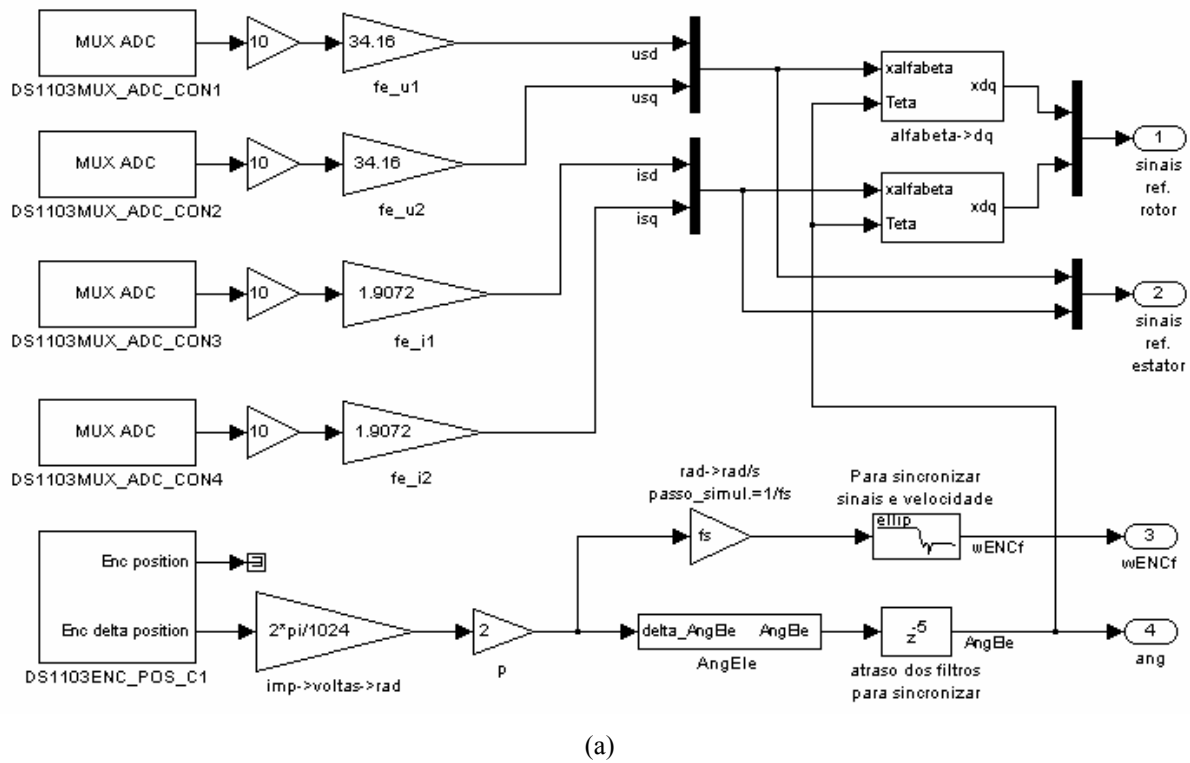 MUX ADC
DS1103MUX_ADC_CON1
10
34.16
fe_u1
usd
usq
xalfabeta
Teta
xdq
alfabeta->dq
MUX ADC
DS1103MUX_ADC_CON2
10
34.16
fe_u2
isd
isq
xalfabeta
Teta
xdq
1
sinais
ref.
rotor
MUX ADC
DS1103MUX_ADC_CON3
10
1.9072
fe_i1
2
sinais
ref.
estator
MUX ADC
DS1103MUX_ADC_CON4
10
1.9072
fe_i2
rad->rad/s
passo_simul.=1/fs
fs
Para sincronizar
sinais e velocidade
ellip
wENCf
3
wENCf
Enc position
Enc delta position
DS1103ENC_POS_C1
2*pi/1024
imp->voltas->rad
2
p
delta_AngEle
AngEle
AngEle
z-5
atraso dos filtros
para sincronizar
AngEle
4
ang
(a)